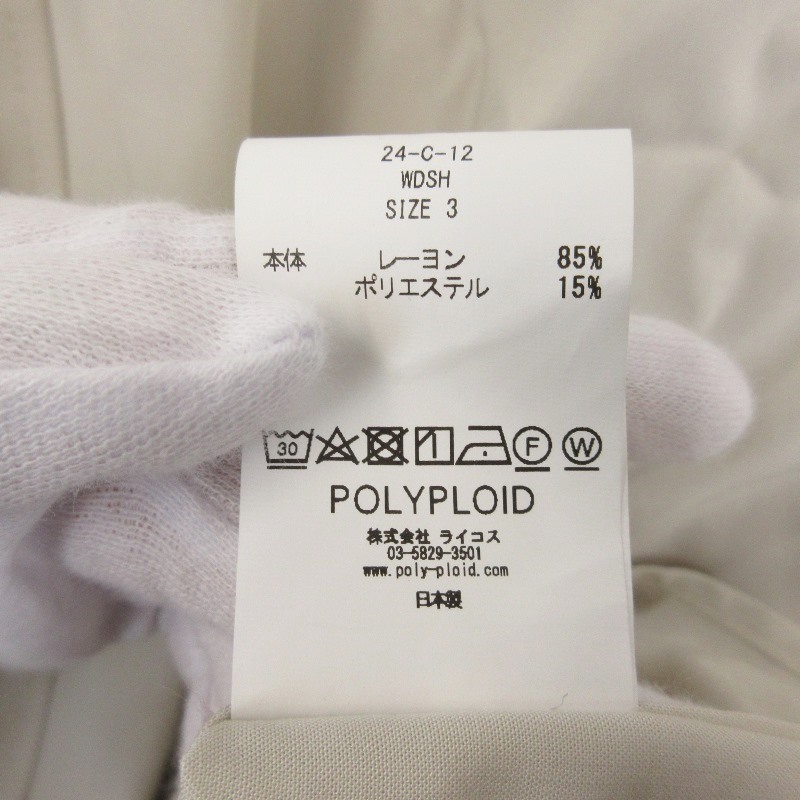 24-C-12
WDSH
SIZE 3
本体 レーヨン 85%
ポリエステル 15%
30 F W
POLYPLOID
株式会社 ライコス
03-5829-3501
www.poly-ploid.com
日本製